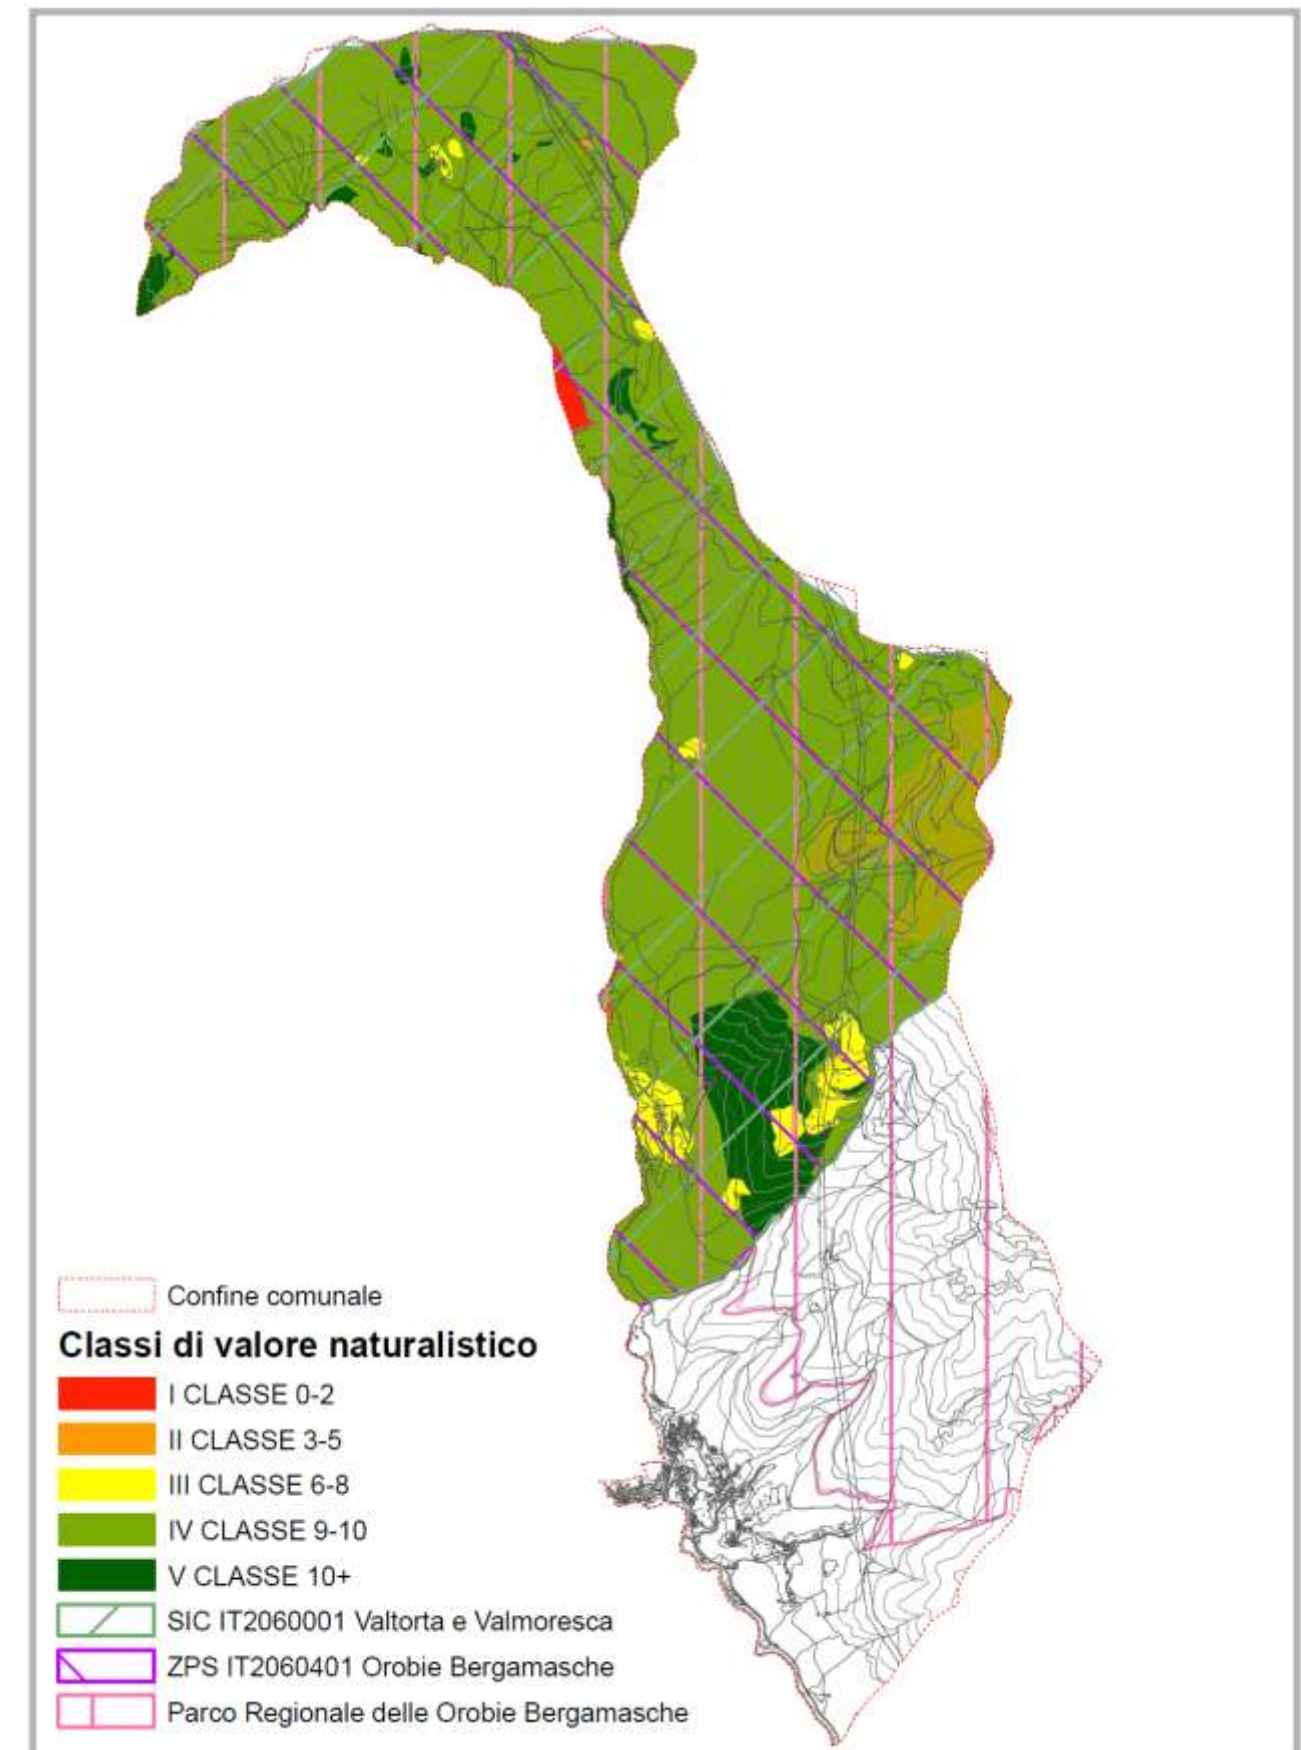 Confine comunale
Classi di valore naturalistico
I CLASSE 0-2
II CLASSE 3-5
III CLASSE 6-8
IV CLASSE 9-10
V CLASSE 10+
SIC IT2060001 Valtorta e Valmoresca
ZPS IT2060401 Orobie Bergamasche
Parco Regionale delle Orobie Bergamasche